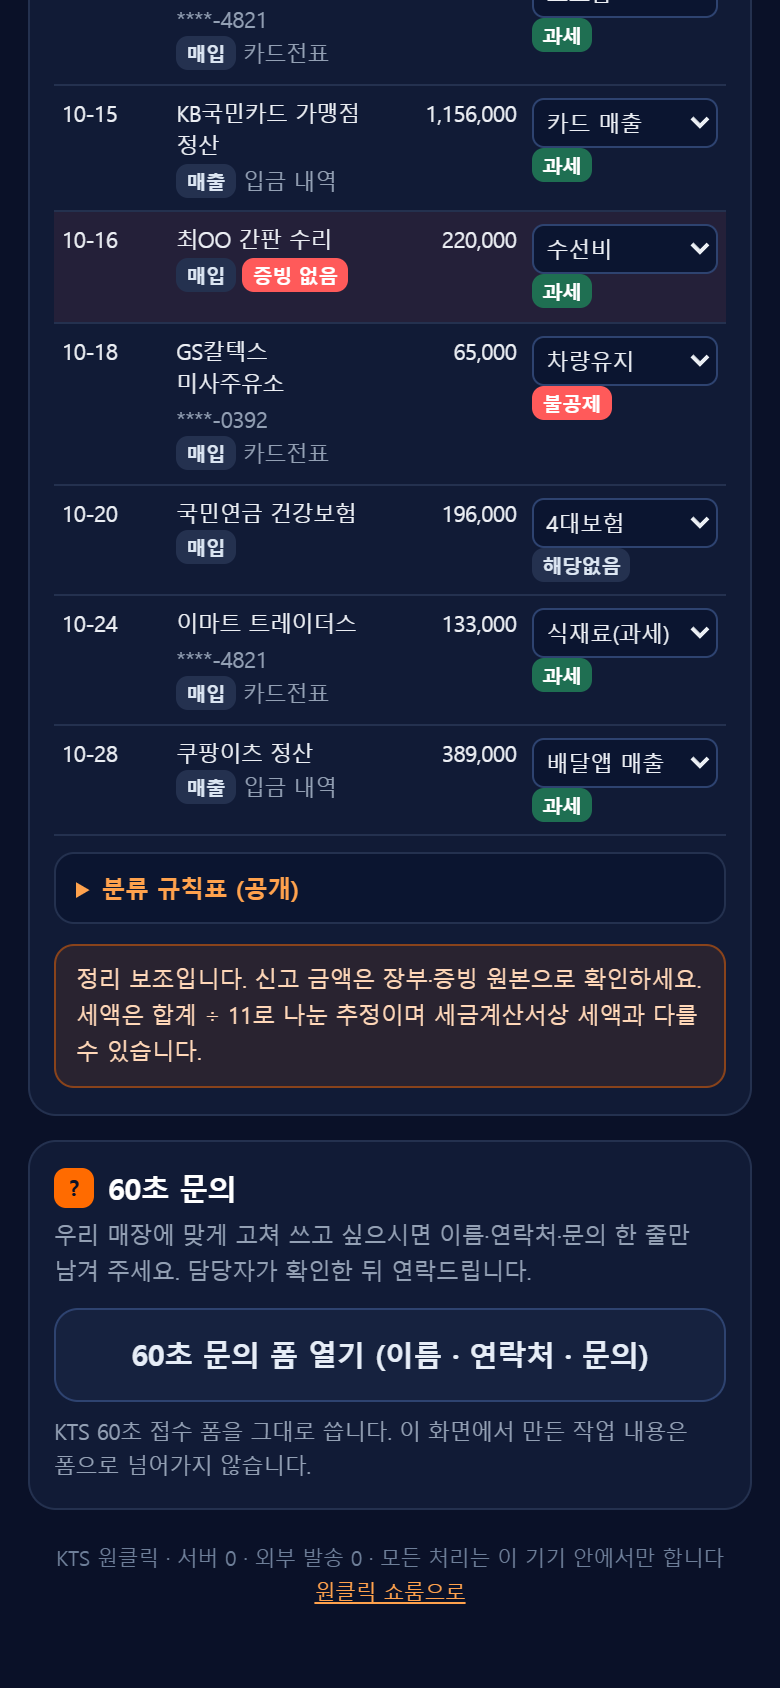 ****-4821
매입 카드전표
과세
10-15 KB국민카드 가맹점 정산 1,156,000 카드 매출
매출 입금 내역 과세
10-16 최OO 간판 수리 220,000 수선비
매입 증빙 없음 과세
10-18 GS칼텍스 미사주유소 65,000 차량유지
****-0392 불공제
매입 카드전표
10-20 국민연금 건강보험 196,000 4대보험
매입 해당없음
10-24 이마트 트레이더스 133,000 식재료(과세)
****-4821 과세
매입 카드전표
10-28 쿠팡이츠 정산 389,000 배달앱 매출
매출 입금 내역 과세
▶ 분류 규칙표 (공개)
정리 보조입니다. 신고 금액은 장부·증빙 원본으로 확인하세요.
세액은 합계 ÷ 11로 나눈 추정이며 세금계산서상 세액과 다를
수 있습니다.
? 60초 문의
우리 매장에 맞게 고쳐 쓰고 싶으시면 이름·연락처·문의 한 줄만
남겨 주세요. 담당자가 확인한 뒤 연락드립니다.
60초 문의 폼 열기 (이름 · 연락처 · 문의)
KTS 60초 접수 폼을 그대로 씁니다. 이 화면에서 만든 작업 내용은
폼으로 넘어가지 않습니다.
KTS 원클릭 · 서버 0 · 외부 발송 0 · 모든 처리는 이 기기 안에서만 합니다
원클릭 쇼룸으로